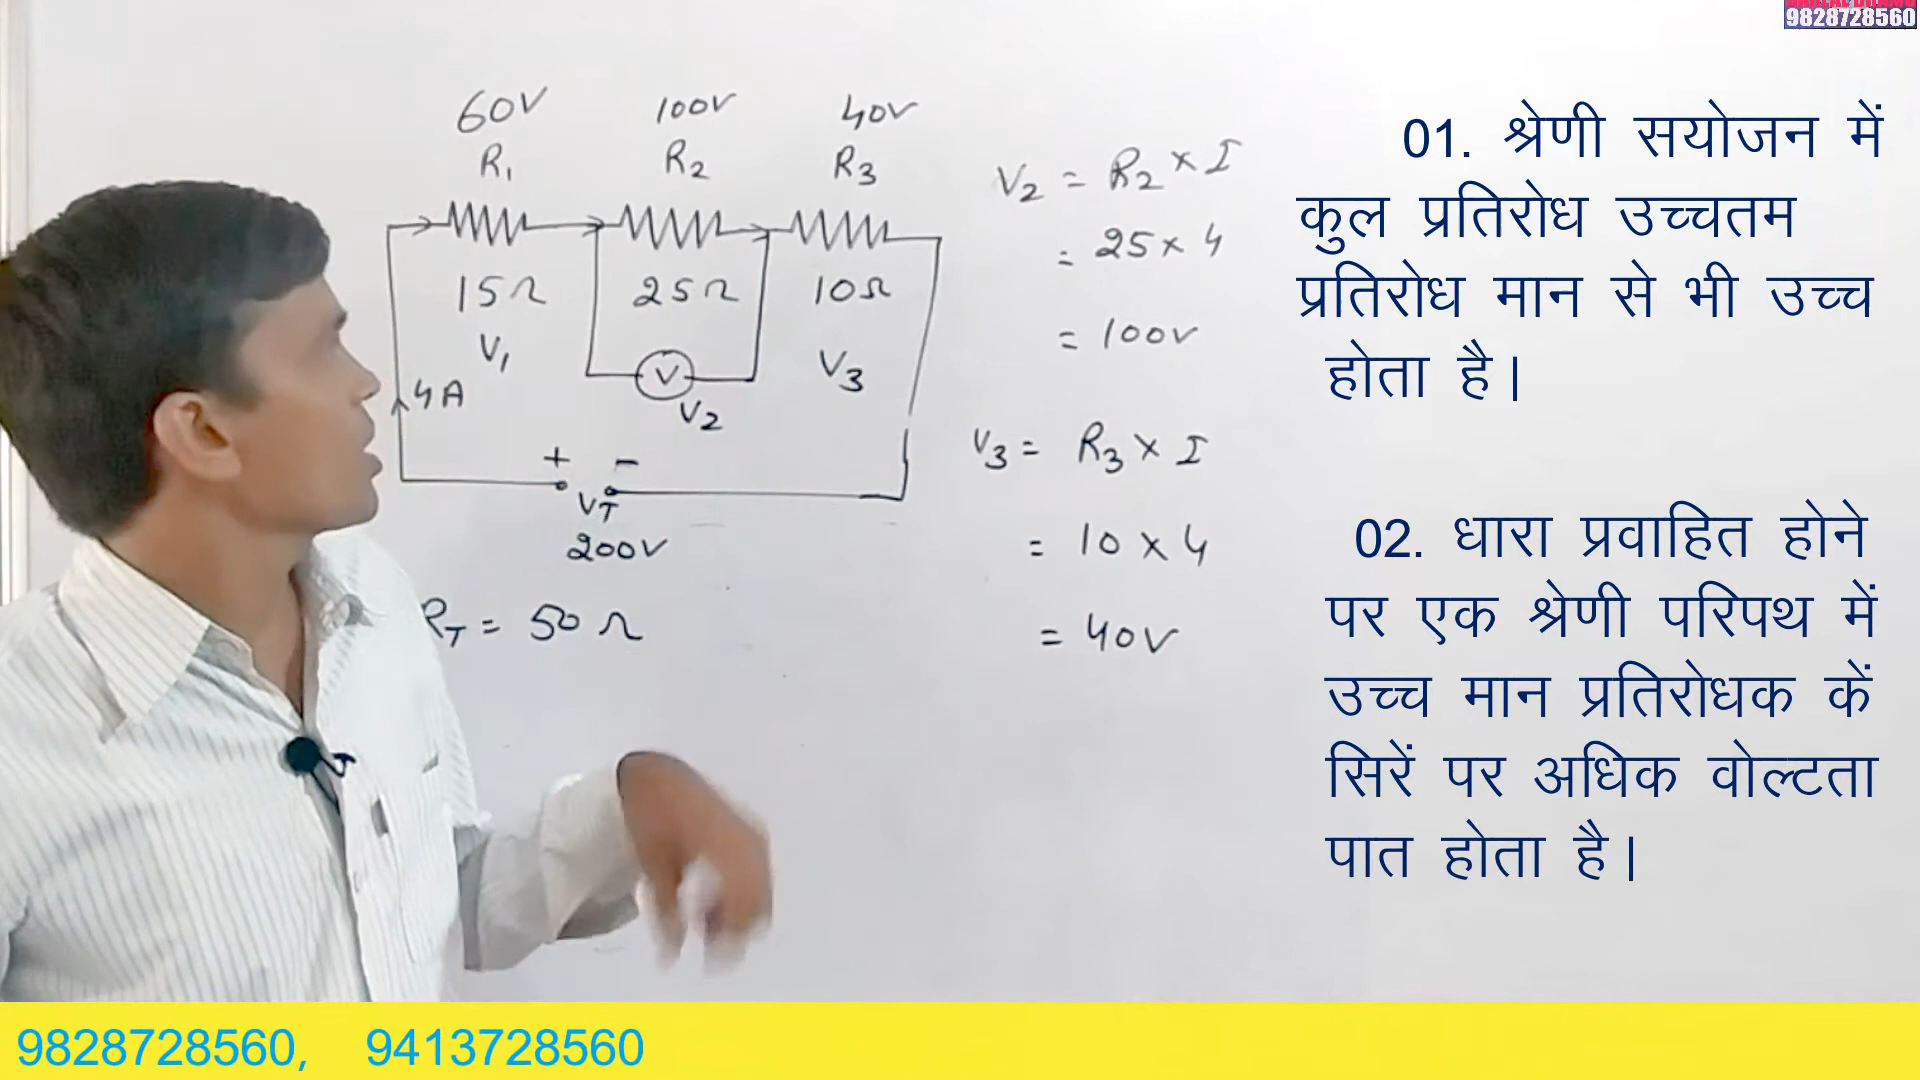 9828728560
60V 100V 40V
R1 R2 R3
15Ω 25Ω 10Ω
V1 V V3
V2
4A
+ -
VT
200V
RT = 50 Ω
V2 = R2 × I
= 25 × 4
= 100V
V3 = R3 × I
= 10 × 4
= 40V
01. श्रेणी सयोजन में
कुल प्रतिरोध उच्चतम
प्रतिरोध मान से भी उच्च
होता है।
02. धारा प्रवाहित होने
पर एक श्रेणी परिपथ में
उच्च मान प्रतिरोधक कें
सिरें पर अधिक वोल्टता
पात होता है।
9828728560, 9413728560